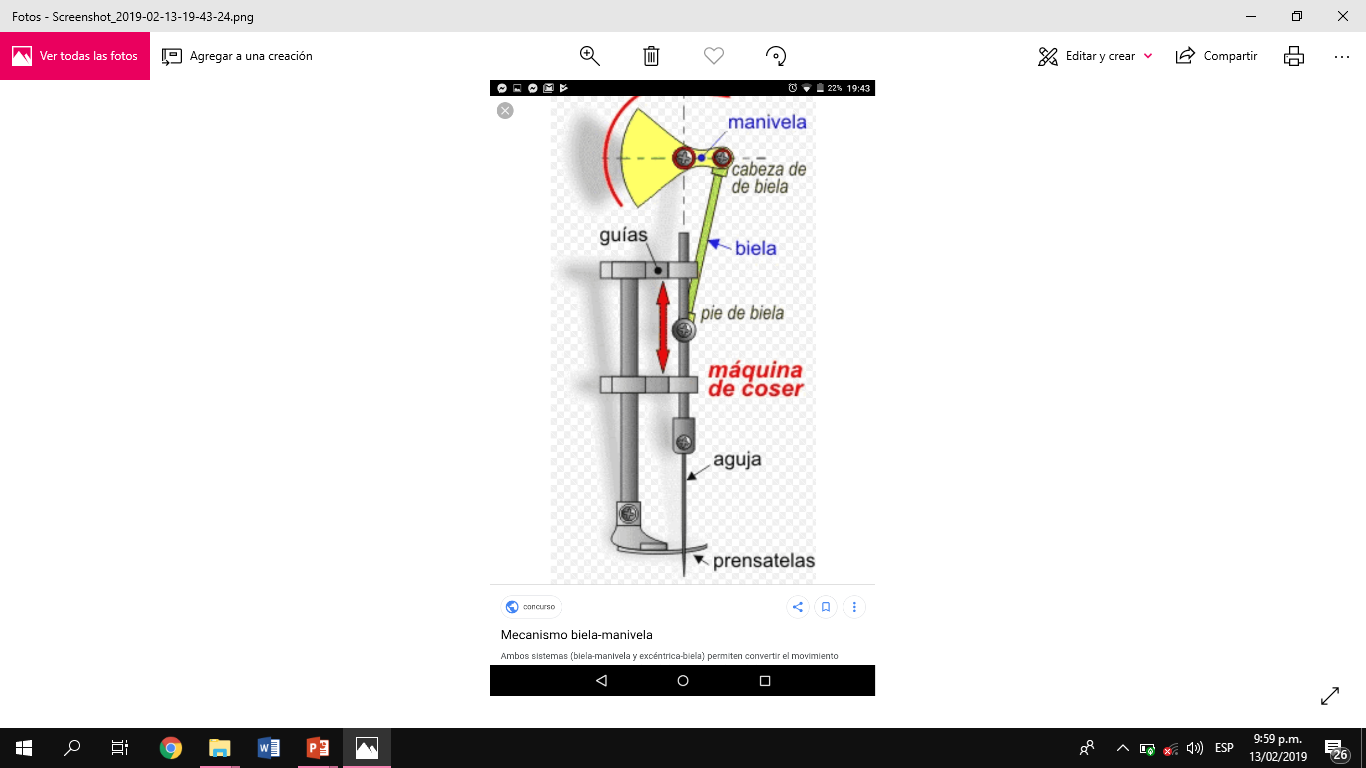 Fotos - Screenshot_2019-02-13-19-43-24.png
Ver todas las fotos
Agregar a una creación
Editar y crear
Compartir
22% 19:43
manivela
cabeza de
de biela
guías
biela
pie de biela
máquina
de coser
aguja
prensatelas
concurso
Mecanismo biela-manivela
Ambos sistemas (biela-manivela y excéntrica-biela) permiten convertir el movimiento
ESP
9:59 p.m.
13/02/2019
26